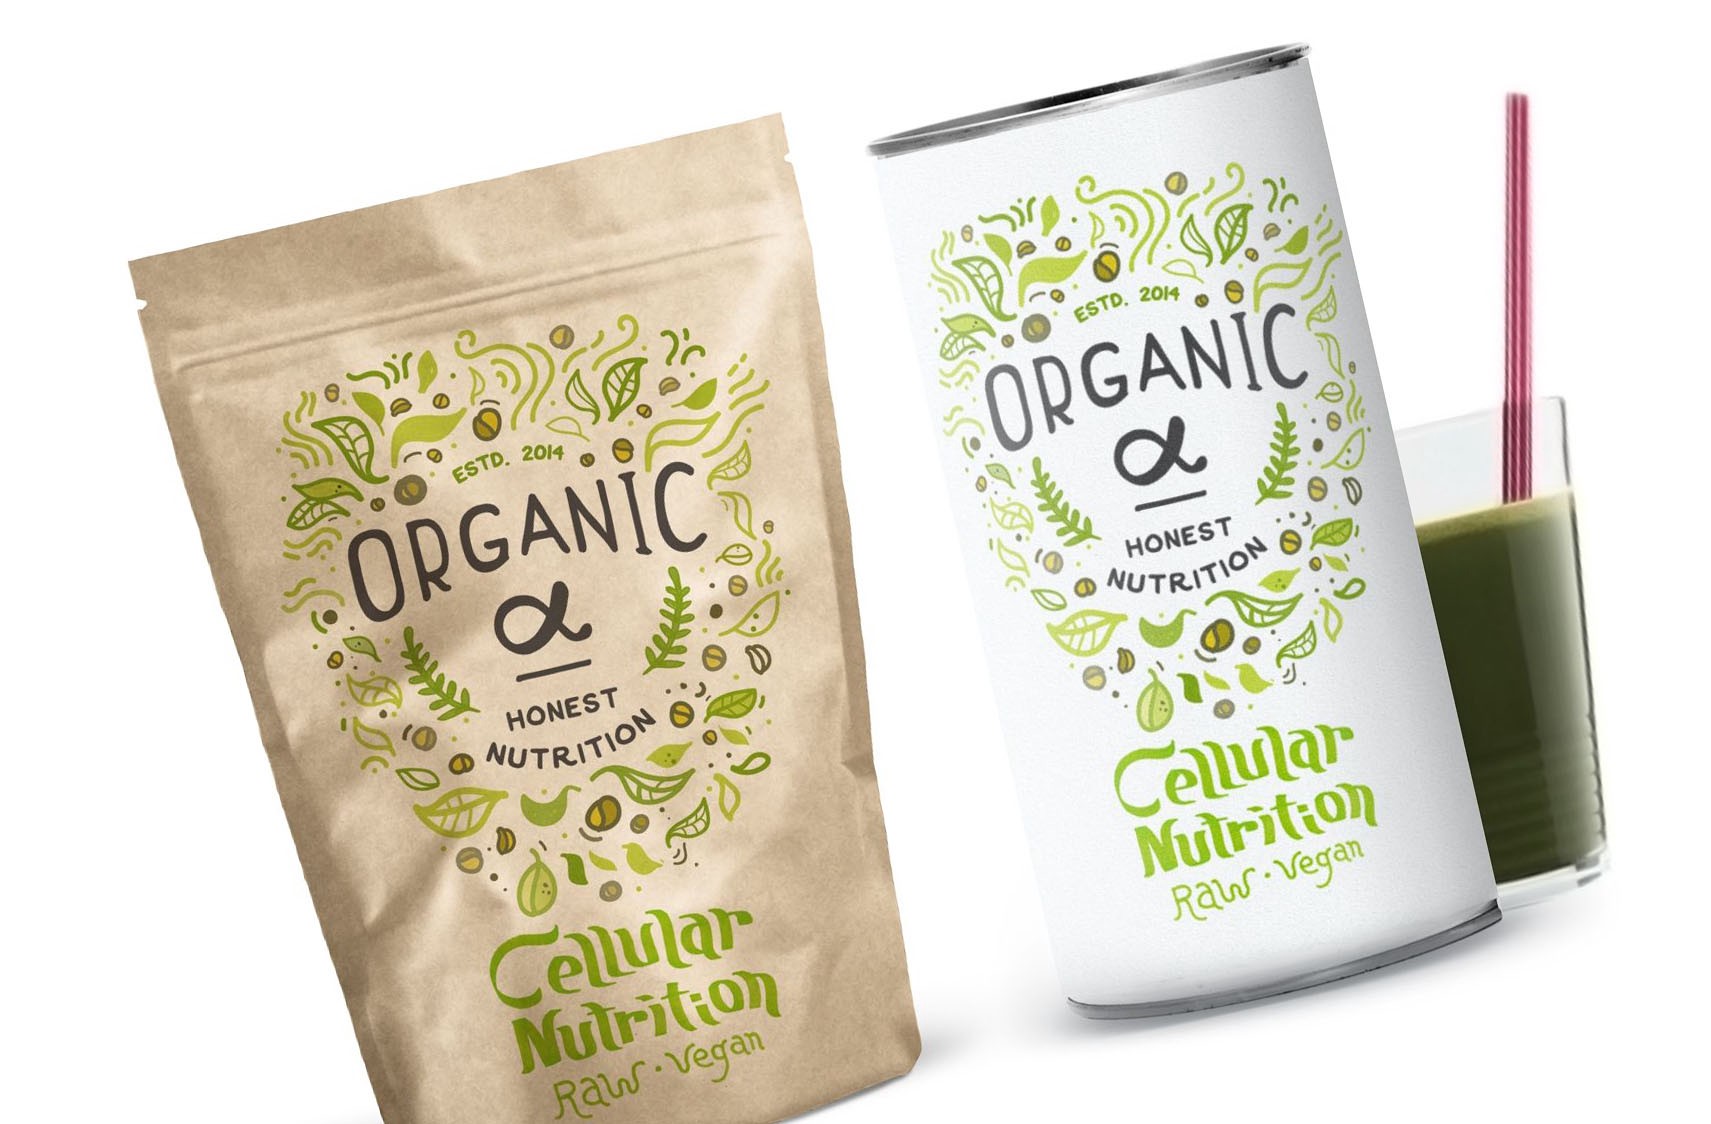 ESTD. 2014
ORGANIC
α
HONEST
NUTRITION
Cellular
Nutrition
Raw · Vegan
ESTD. 2014
ORGANIC
α
HONEST
NUTRITION
Cellular
Nutrition
Raw · Vegan